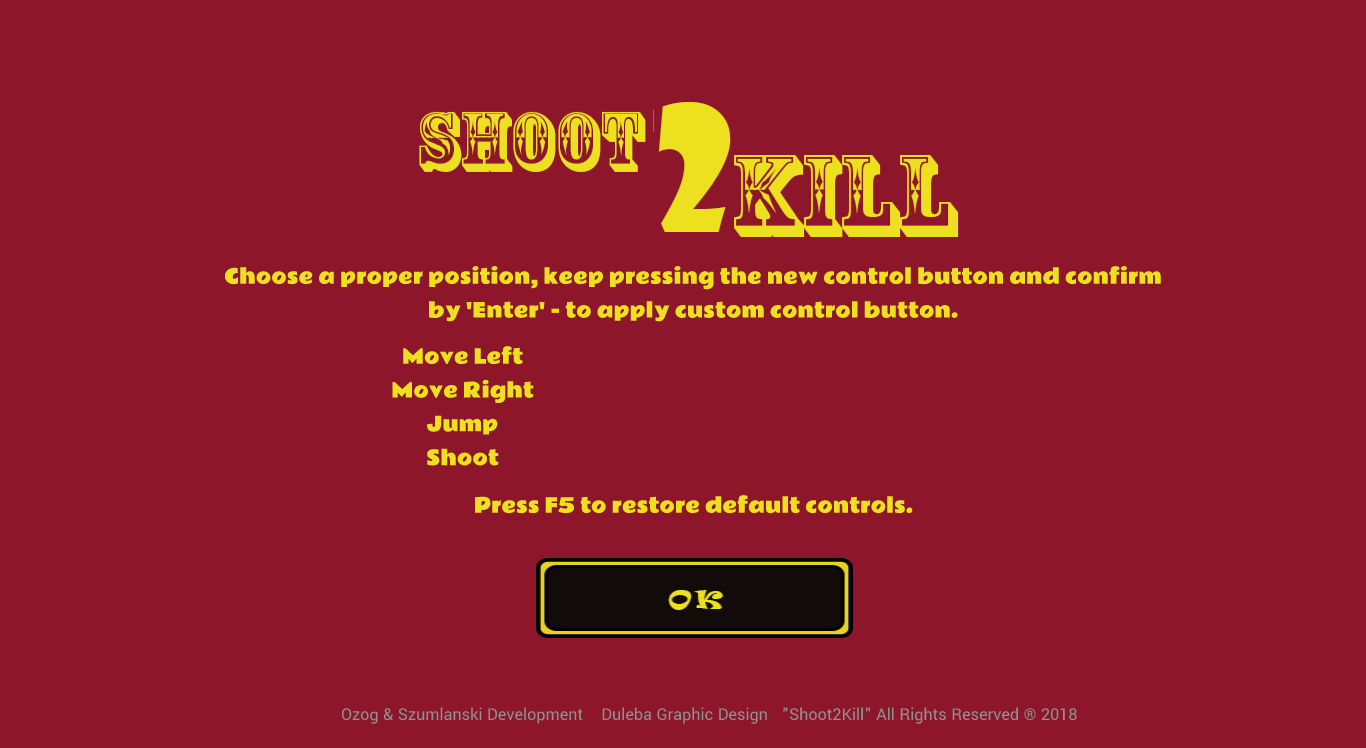 SHOOT 2 KILL
Choose a proper position, keep pressing the new control button and confirm
by 'Enter' - to apply custom control button.
Move Left
Move Right
Jump
Shoot
Press F5 to restore default controls.
OK
Ozog & Szumlanski Development Duleba Graphic Design "Shoot2Kill" All Rights Reserved ® 2018